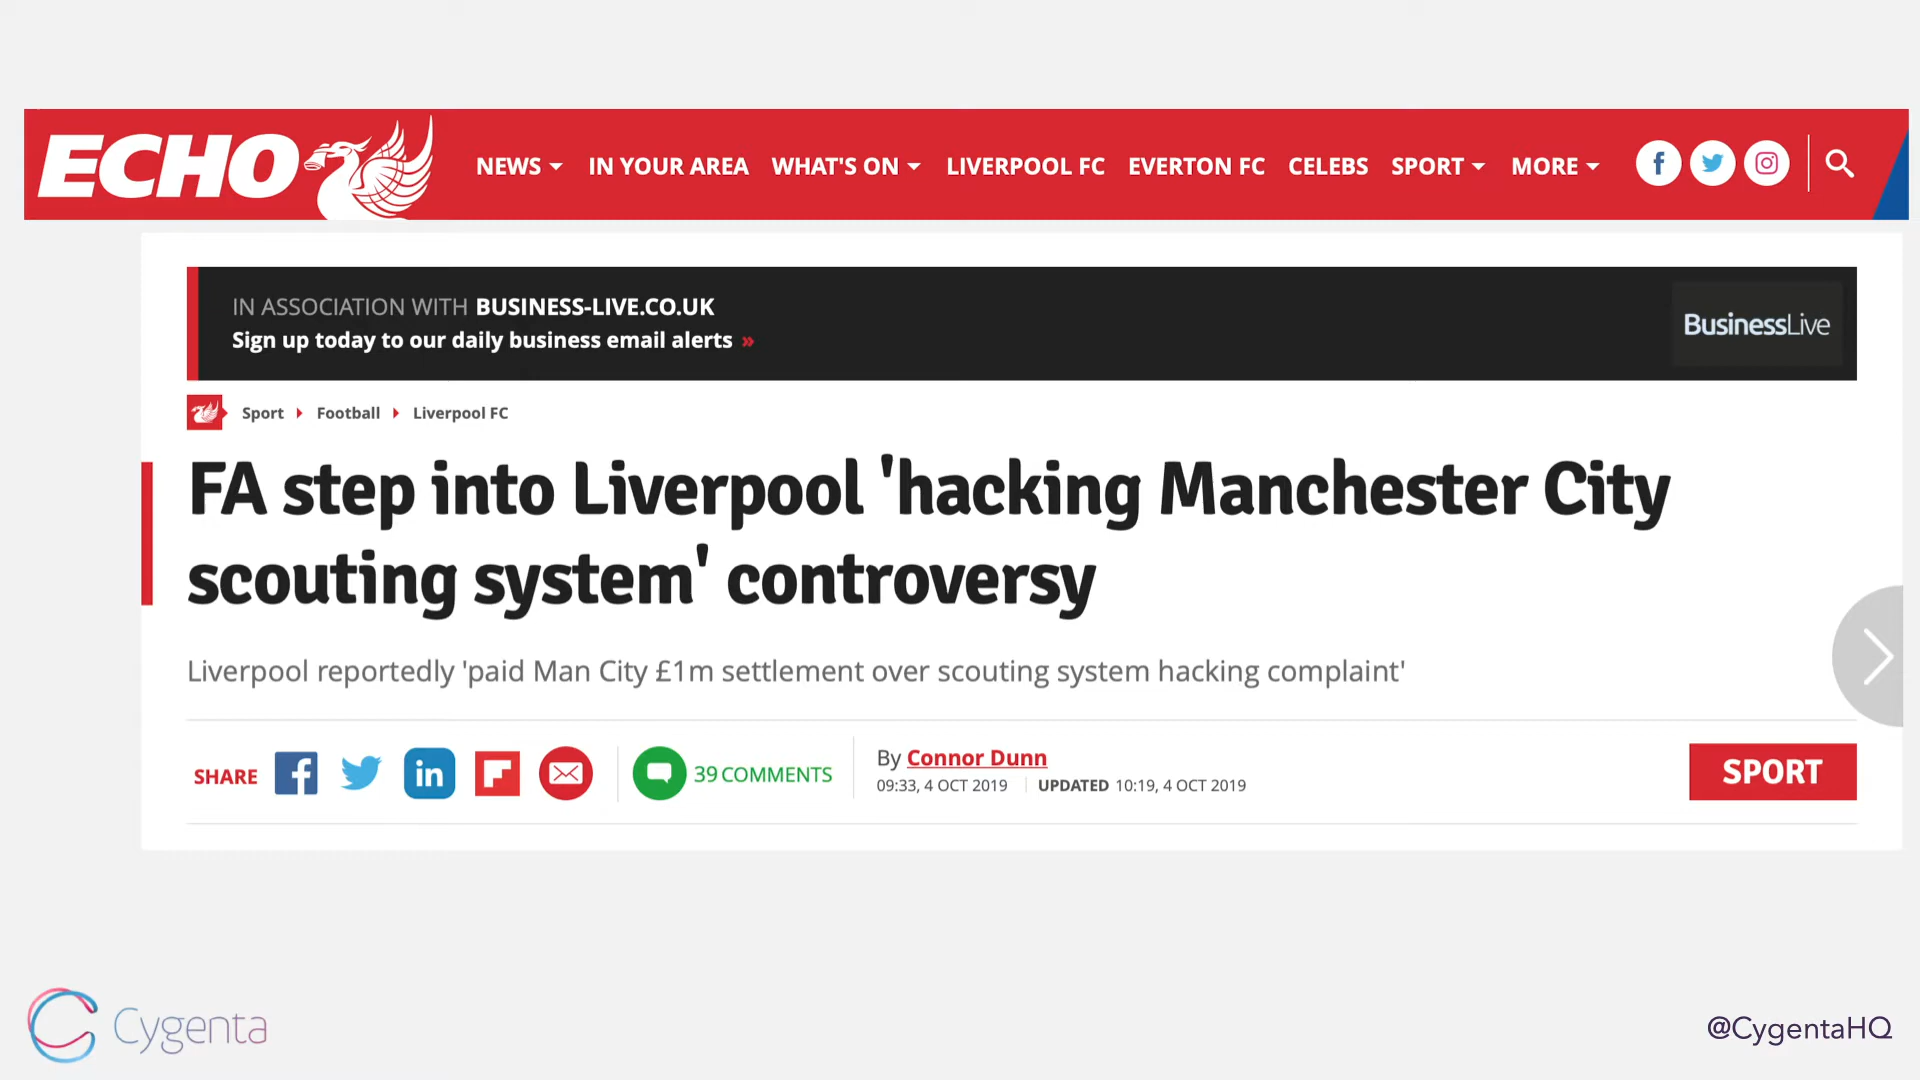 ECHO
NEWS IN YOUR AREA WHAT'S ON LIVERPOOL FC EVERTON FC CELEBS SPORT MORE
IN ASSOCIATION WITH BUSINESS-LIVE.CO.UK
Sign up today to our daily business email alerts »
BusinessLive
Sport Football Liverpool FC
FA step into Liverpool 'hacking Manchester City
scouting system' controversy
Liverpool reportedly 'paid Man City £1m settlement over scouting system hacking complaint'
SHARE
39 COMMENTS
By Connor Dunn
09:33, 4 OCT 2019 UPDATED 10:19, 4 OCT 2019
SPORT
Cygenta
@CygentaHQ